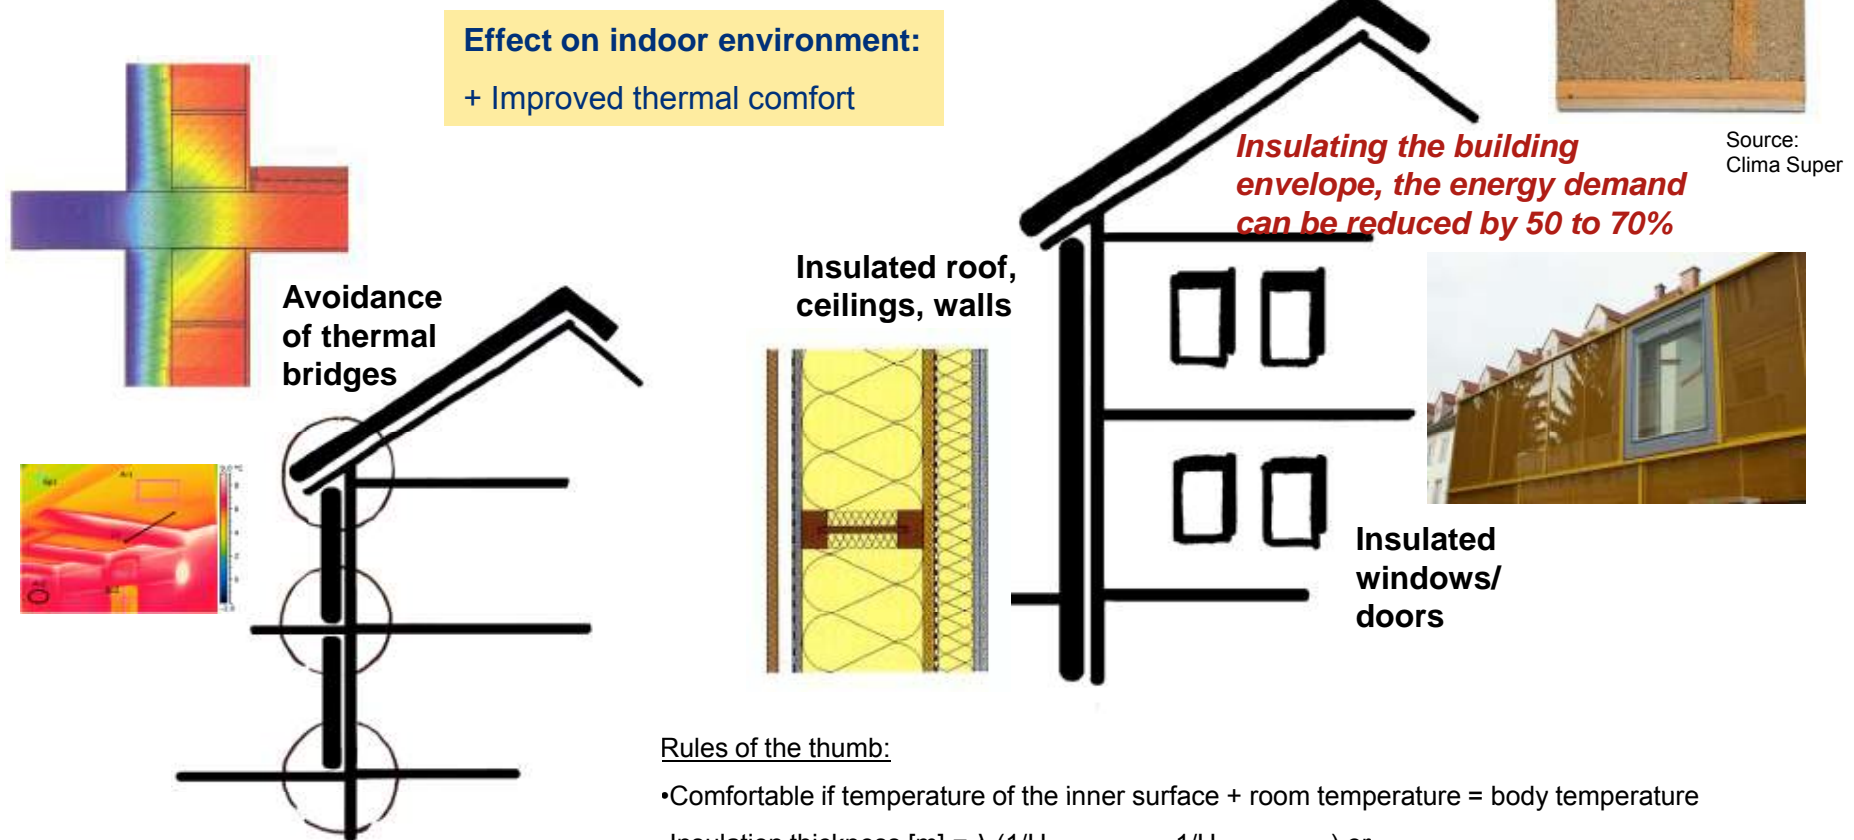 Effect on indoor environment:
+ Improved thermal comfort
Insulating the building
envelope, the energy demand
can be reduced by 50 to 70%
Source:
Clima Super
Insulated roof,
ceilings, walls
Avoidance
of thermal
bridges
Insulated
windows/
doors
Rules of the thumb:
•Comfortable if temperature of the inner surface + room temperature = body temperature